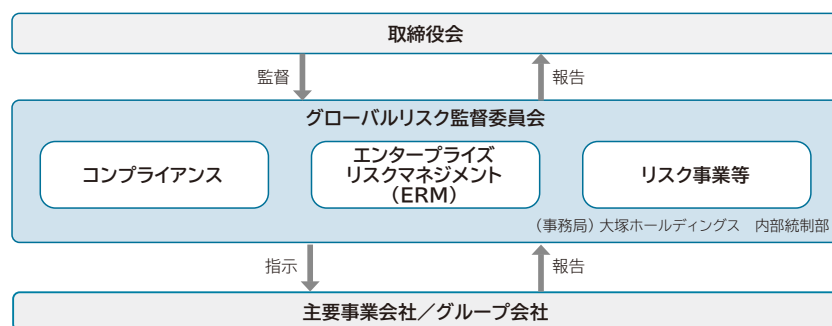 取締役会
監督
報告
グローバルリスク監督委員会
コンプライアンス
エンタープライズ
リスクマネジメント
(ERM)
リスク事業等
(事務局) 大塚ホールディングス　内部統制部
指示
報告
主要事業会社／グループ会社